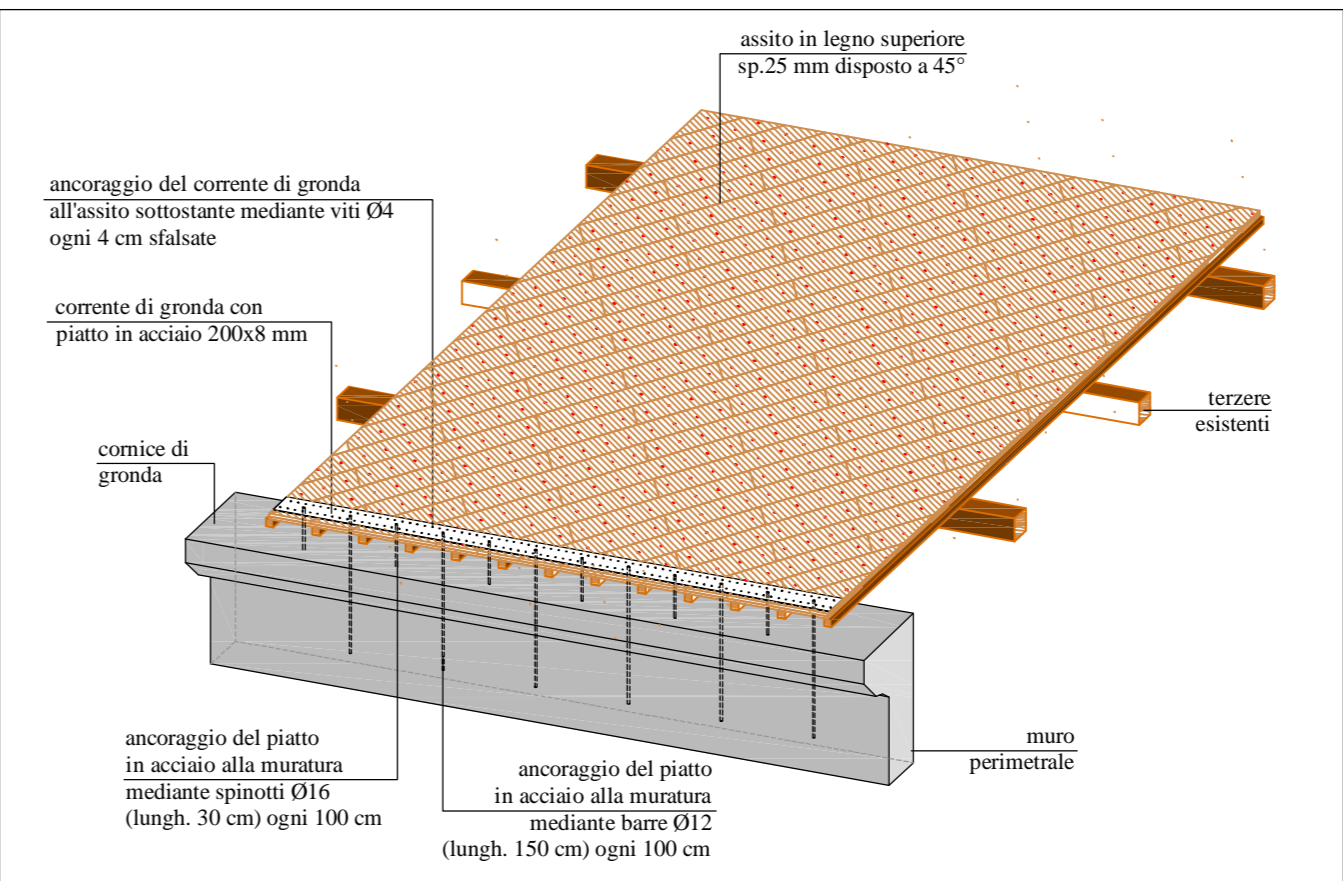 assito in legno superiore
sp.25 mm disposto a 45°
ancoraggio del corrente di gronda
all'assito sottostante mediante viti Ø4
ogni 4 cm sfalsate
corrente di gronda con
piatto in acciaio 200x8 mm
terzere
esistenti
cornice di
gronda
ancoraggio del piatto
in acciaio alla muratura
mediante spinotti Ø16
(lungh. 30 cm) ogni 100 cm
ancoraggio del piatto
in acciaio alla muratura
mediante barre Ø12
(lungh. 150 cm) ogni 100 cm
muro
perimetrale